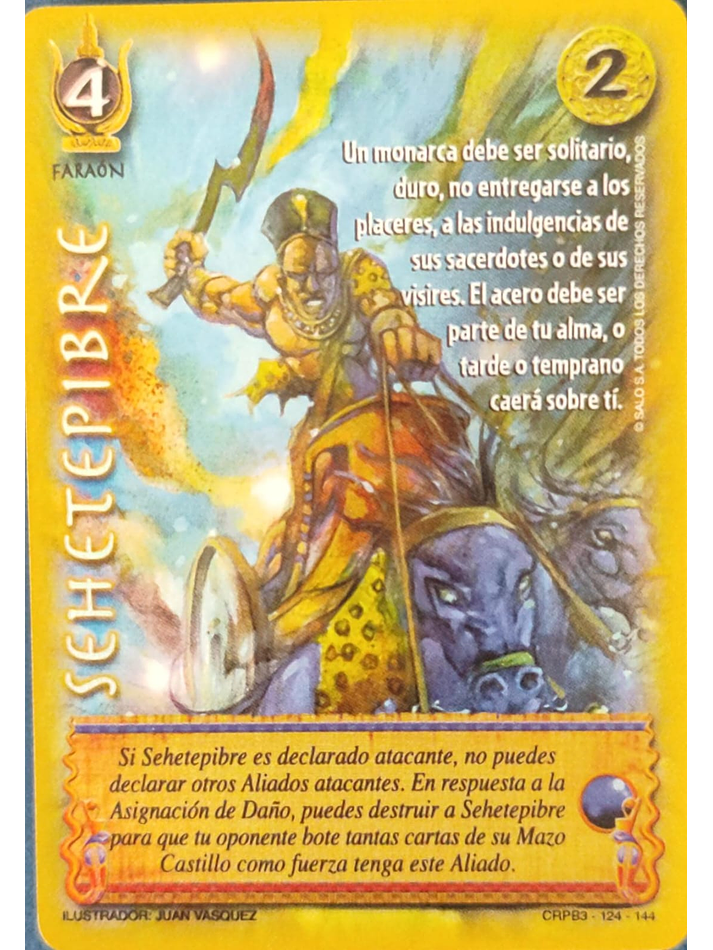 4
2
FARAÓN
SEHETEPIBRE
Un monarca debe ser solitario,
duro, no entregarse a los
placeres, a las indulgencias de
sus sacerdotes o de sus
visires. El acero debe ser
parte de tu alma, o
tarde o temprano
caerá sobre tí.
© SALO S.A. TODOS LOS DERECHOS RESERVADOS
Si Sehetepibre es declarado atacante, no puedes
declarar otros Aliados atacantes. En respuesta a la
Asignación de Daño, puedes destruir a Sehetepibre
para que tu oponente bote tantas cartas de su Mazo
Castillo como fuerza tenga este Aliado.
ILUSTRADOR: JUAN VASQUEZ
CRPB3 - 124 - 144